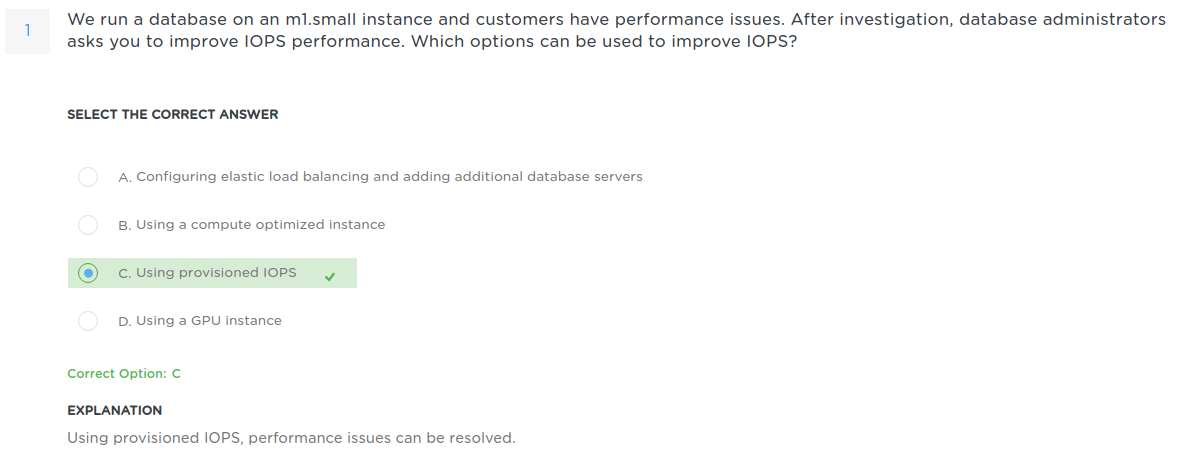 1
We run a database on an m1.small instance and customers have performance issues. After investigation, database administrators
asks you to improve IOPS performance. Which options can be used to improve IOPS?
SELECT THE CORRECT ANSWER
A. Configuring elastic load balancing and adding additional database servers
B. Using a compute optimized instance
C. Using provisioned IOPS
D. Using a GPU instance
Correct Option: C
EXPLANATION
Using provisioned IOPS, performance issues can be resolved.